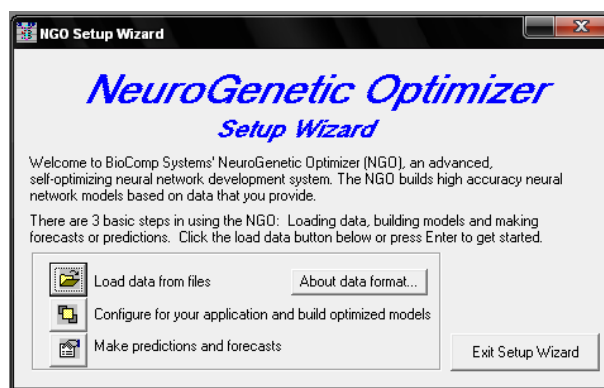 NGO Setup Wizard
NeuroGenetic Optimizer
Setup Wizard
Welcome to BioComp Systems' NeuroGenetic Optimizer (NGO), an advanced,
self-optimizing neural network development system. The NGO builds high accuracy neural
network models based on data that you provide.
There are 3 basic steps in using the NGO: Loading data, building models and making
forecasts or predictions. Click the load data button below or press Enter to get started.
Load data from files
About data format...
Configure for your application and build optimized models
Make predictions and forecasts
Exit Setup Wizard